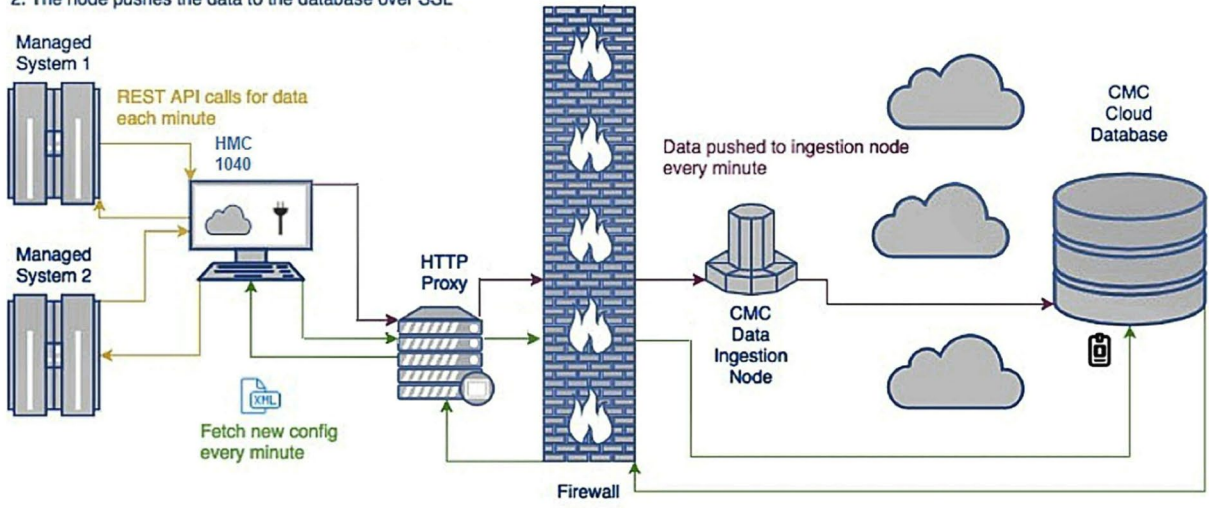 2. The node pushes the data to the database over SSL
Managed
System 1
REST API calls for data
each minute
HMC
1040
Managed
System 2
HTTP
Proxy
XML
Fetch new config
every minute
Firewall
Data pushed to ingestion node
every minute
CMC
Data
Ingestion
Node
CMC
Cloud
Database